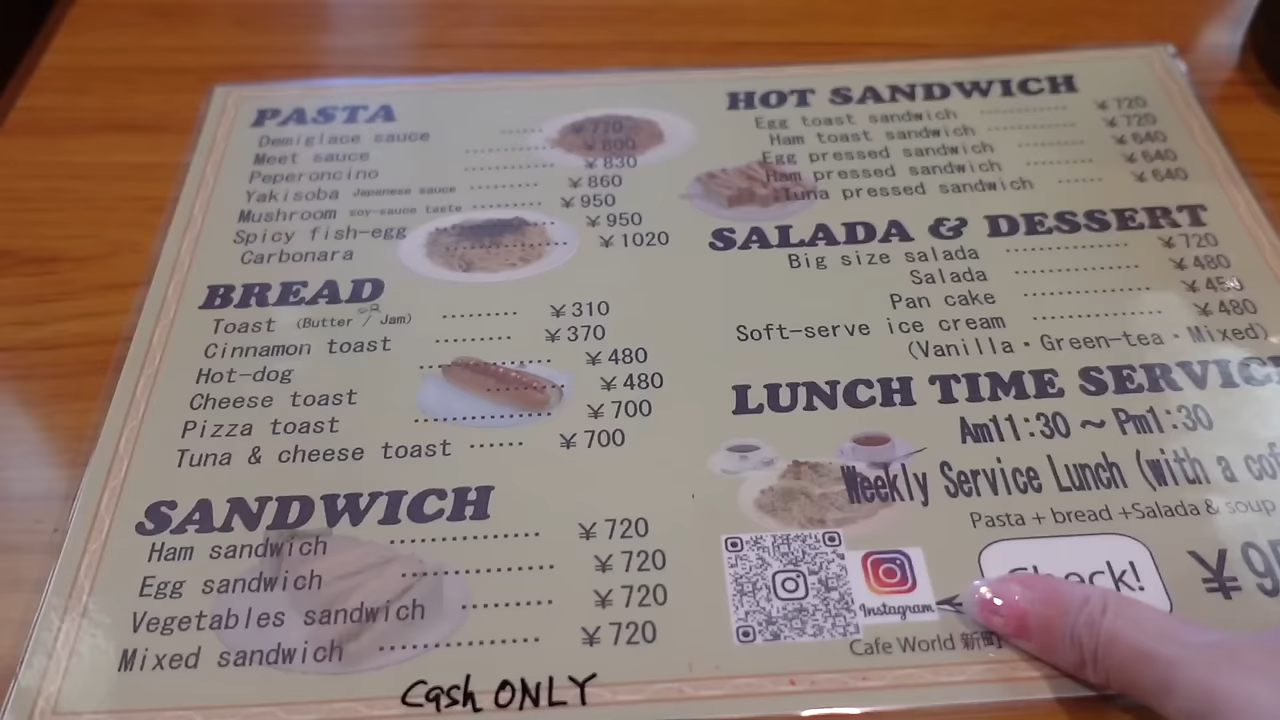 PASTA
Demiglace sauce ...... ¥770
Meet sauce ............... ¥800
Peperoncino ............... ¥830
Yakisoba Japanese sauce ......... ¥860
Mushroom soy-sauce taste ......... ¥950
Spicy fish-egg ............... ¥950
Carbonara ............... ¥1020
BREAD
Toast (Butter / Jam) ......... ¥310
Cinnamon toast ......... ¥370
Hot-dog ............... ¥480
Cheese toast ......... ¥480
Pizza toast ............... ¥700
Tuna & cheese toast ...... ¥700
SANDWICH
Ham sandwich ............... ¥720
Egg sandwich ............... ¥720
Vegetables sandwich ......... ¥720
Mixed sandwich ............... ¥720
Cash ONLY
HOT SANDWICH
Egg toast sandwich ............ ¥720
Ham toast sandwich ............ ¥720
Egg pressed sandwich ......... ¥640
Ham pressed sandwich ......... ¥640
Tuna pressed sandwich ...... ¥640
SALADA & DESSERT
Big size salada ............... ¥720
Salada ............... ¥480
Pan cake ............... ¥450
Soft-serve ice cream ............... ¥480
(Vanilla・Green-tea・Mixed)
LUNCH TIME
Am11:30 ～ Pm1:30
Weekly Service Lunch (with a
Pasta + bread +Salada & soup
Check!
Instagram
Cafe World 新町